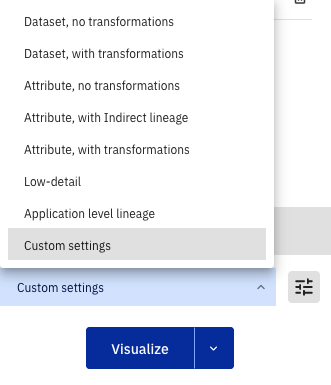 Dataset, no transformations
Dataset, with transformations
Attribute, no transformations
Attribute, with Indirect lineage
Attribute, with transformations
Low-detail
Application level lineage
Custom settings
Custom settings
Visualize